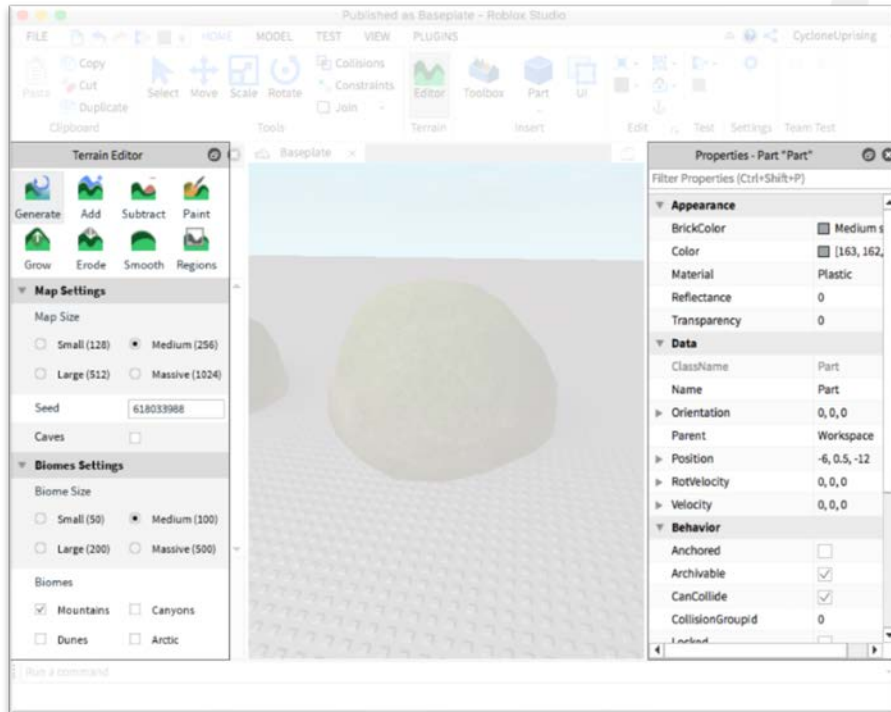 Published as Baseplate - Roblox Studio
FILE HOME MODEL TEST VIEW PLUGINS CycloneUprising
Copy
Cut
Paste
Duplicate
Select Move Scale Rotate
Collisions
Constraints
Join
Editor Toolbox Part UI
Clipboard Tools Terrain Insert Edit Test Settings Team Test
Terrain Editor
Baseplate
Properties - Part "Part"
Filter Properties (Ctrl+Shift+P)
Generate Add Subtract Paint
Grow Erode Smooth Regions
Map Settings
Map Size
Small (128) Medium (256)
Large (512) Massive (1024)
Seed 618033988
Caves
Biomes Settings
Biome Size
Small (50) Medium (100)
Large (200) Massive (500)
Biomes
Mountains Canyons
Dunes Arctic
Appearance
BrickColor Medium s
Color [163, 162,
Material Plastic
Reflectance 0
Transparency 0
Data
ClassName Part
Name Part
Orientation 0, 0, 0
Parent Workspace
Position -6, 0.5, -12
RotVelocity 0, 0, 0
Velocity 0, 0, 0
Behavior
Anchored
Archivable
CanCollide
CollisionGroupId 0
Locked
Run a command